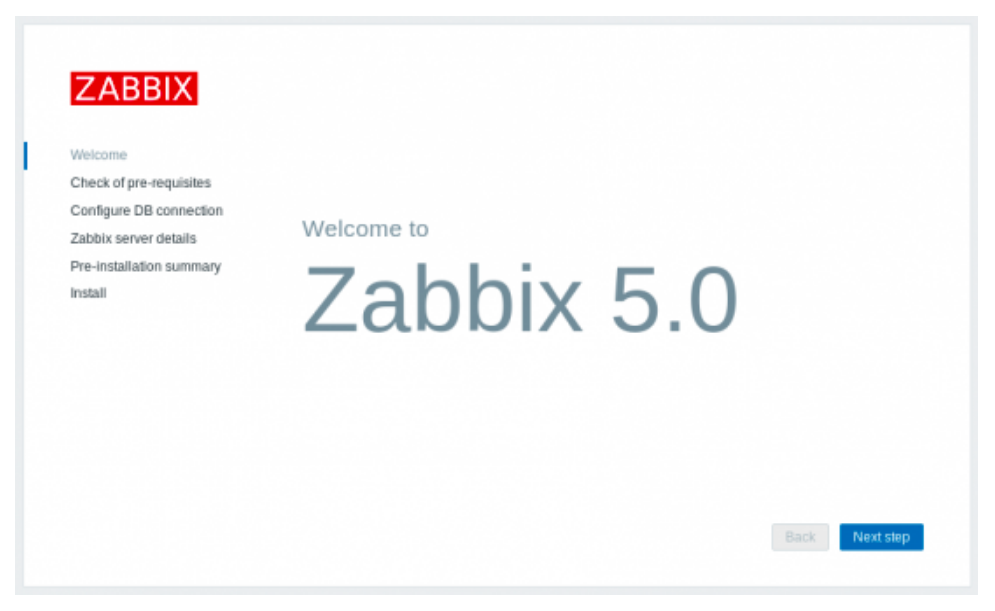 ZABBIX
Welcome
Check of pre-requisites
Configure DB connection
Zabbix server details
Pre-installation summary
Install
Welcome to
Zabbix 5.0
Back
Next step